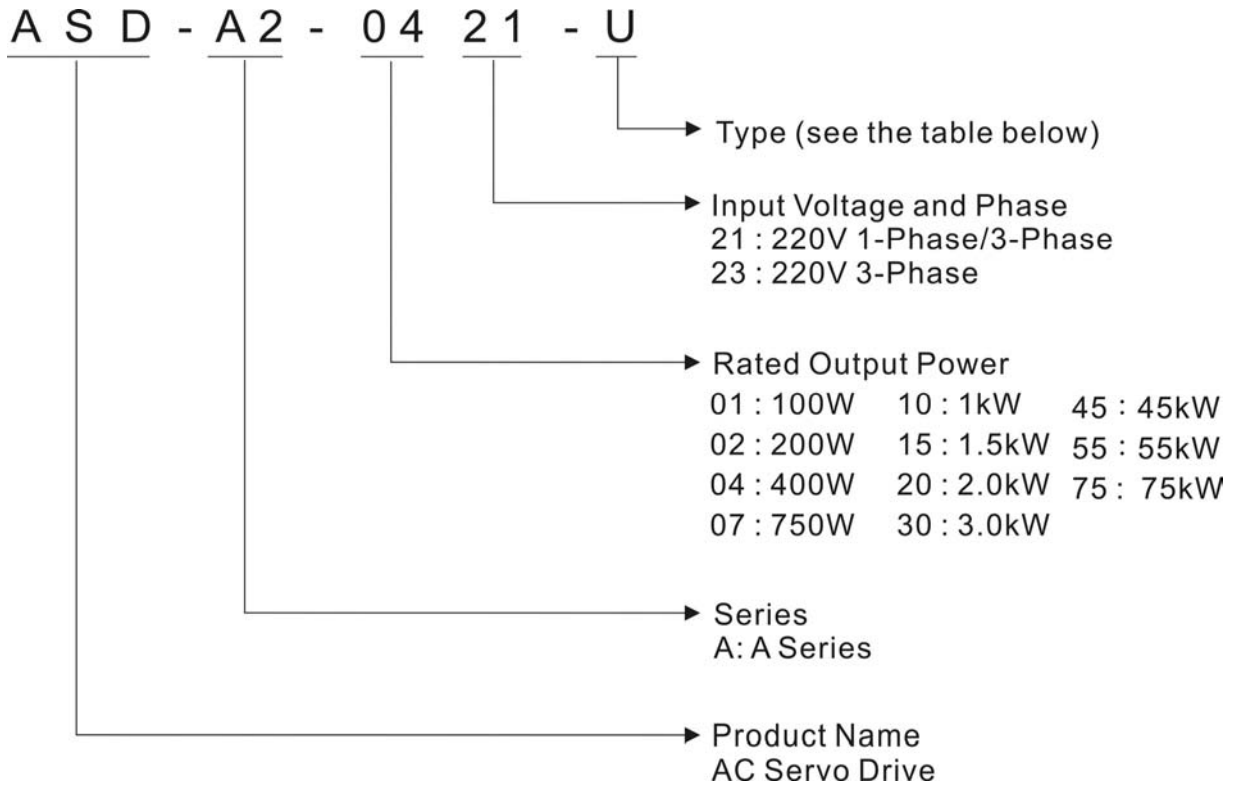 ASD-A2-0421-U
Type (see the table below)
Input Voltage and Phase
21 : 220V 1-Phase/3-Phase
23 : 220V 3-Phase
Rated Output Power
01 : 100W 10 : 1kW 45 : 45kW
02 : 200W 15 : 1.5kW 55 : 55kW
04 : 400W 20 : 2.0kW 75 : 75kW
07 : 750W 30 : 3.0kW
Series
A: A Series
Product Name
AC Servo Drive